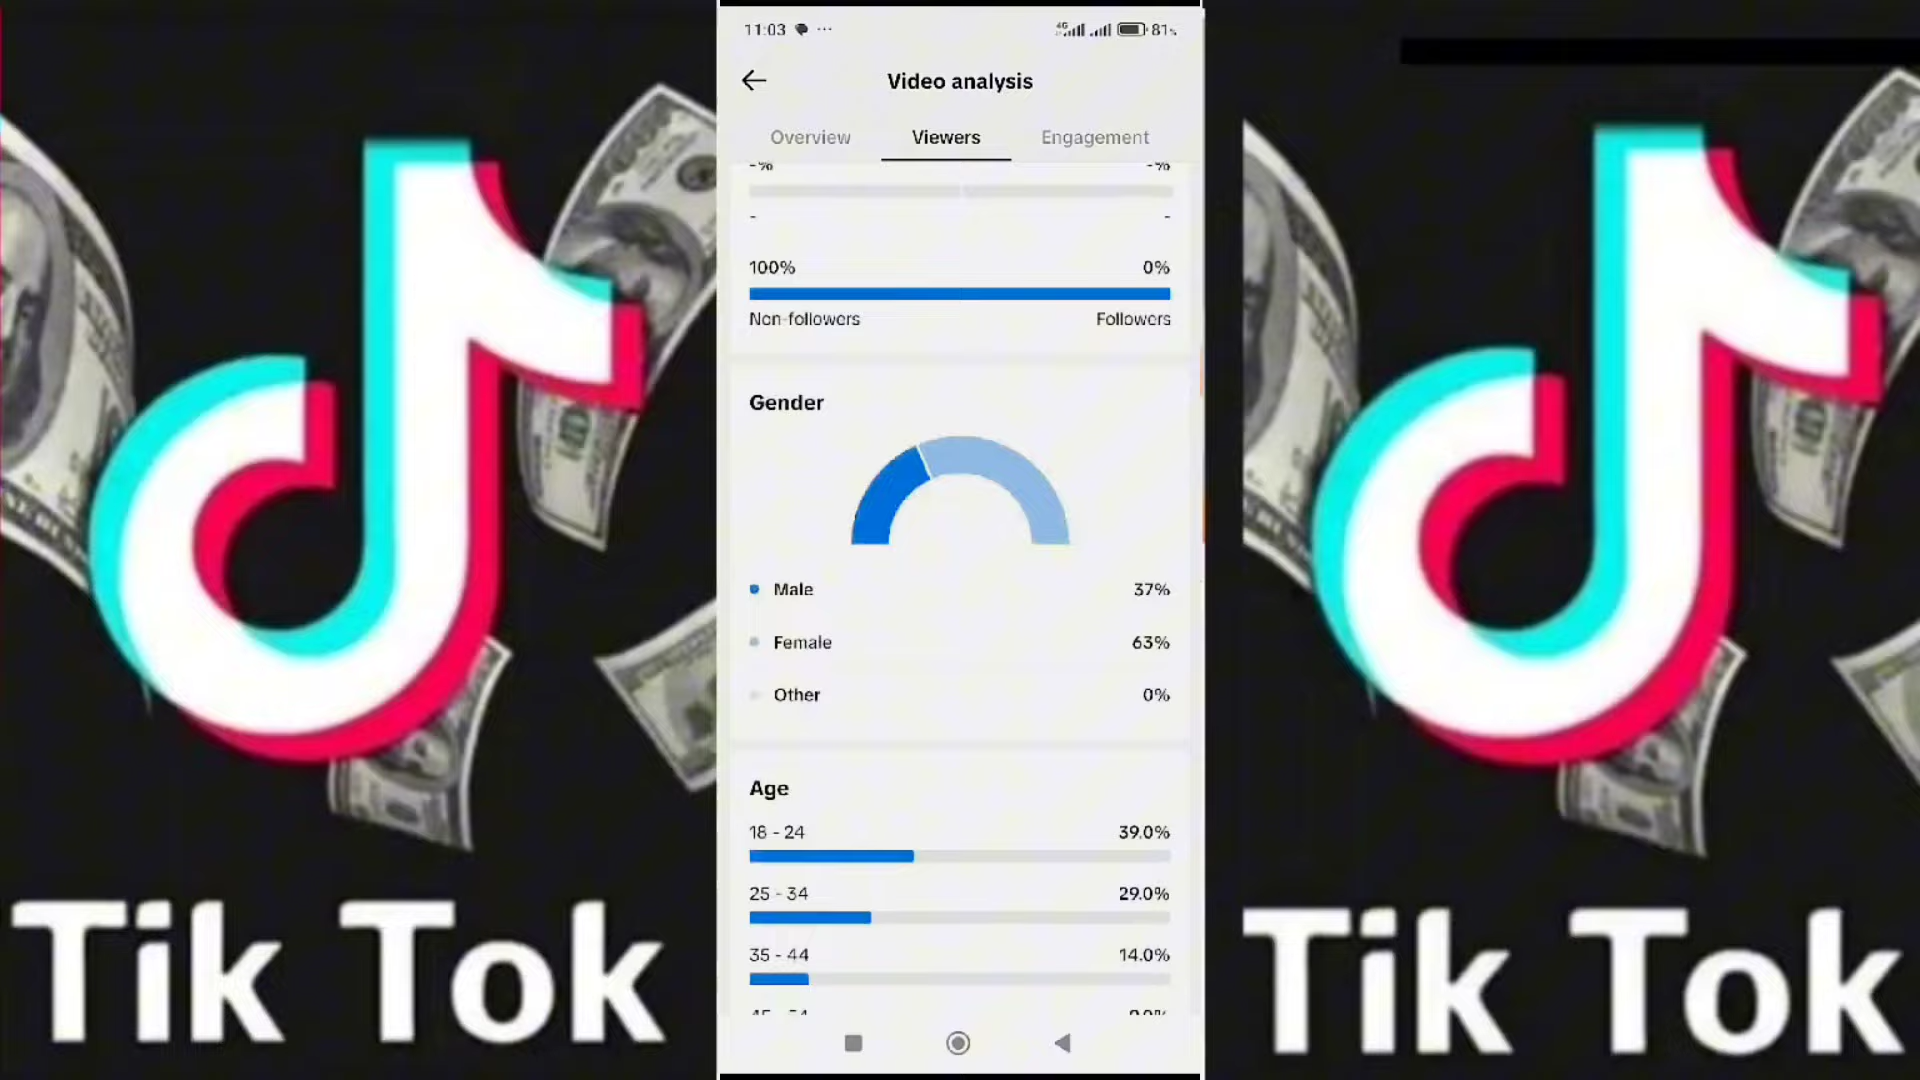 11:03 ... 4G 81%
Video analysis
Overview Viewers Engagement
-% -%
- -
100% 0%
Non-followers Followers
Gender
Male 37%
Female 63%
Other 0%
Age
18 - 24 39.0%
25 - 34 29.0%
35 - 44 14.0%
Tik Tok
Tik Tok